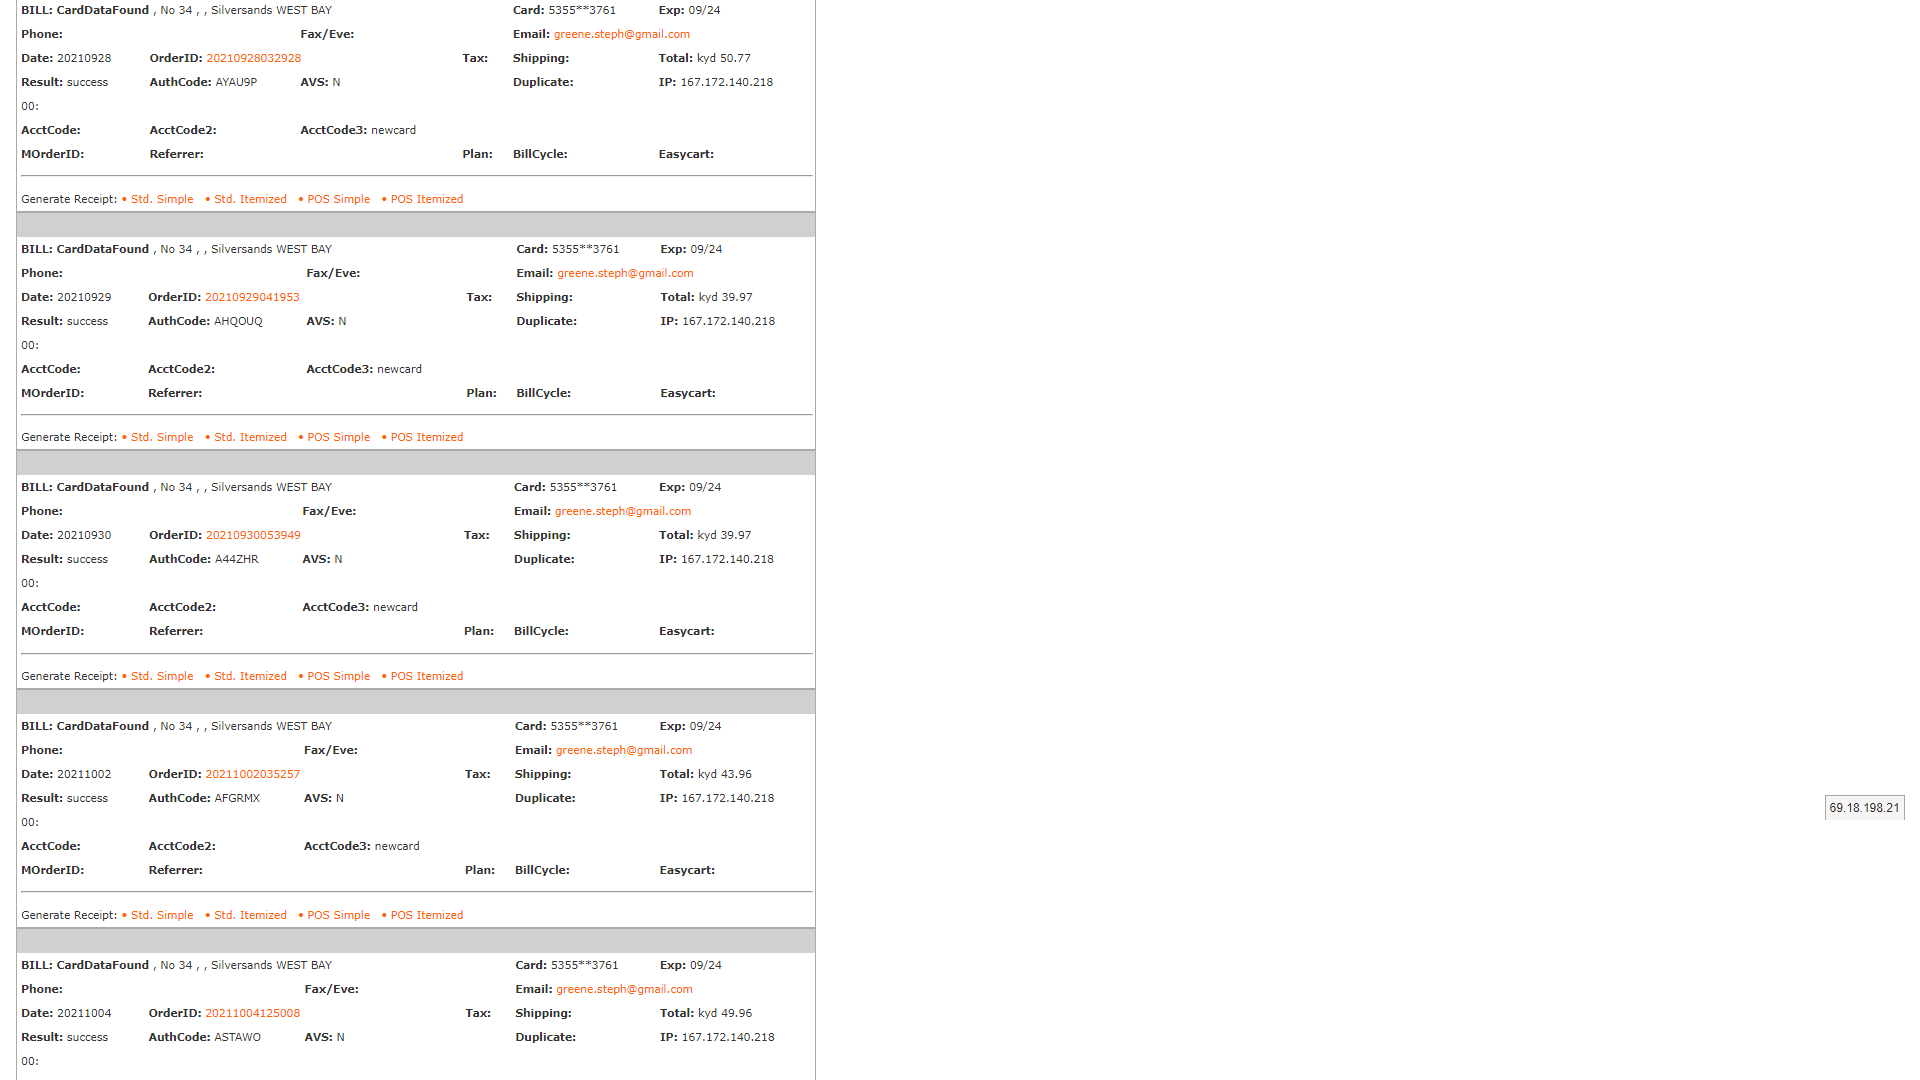 BILL: CardDataFound , No 34 , , Silversands WEST BAY Card: 5355**3761 Exp: 09/24
Phone: Fax/Eve: Email: greene.steph@gmail.com
Date: 20210928 OrderID: 20210928032928 Tax: Shipping: Total: kyd 50.77
Result: success AuthCode: AYAU9P AVS: N Duplicate: IP: 167.172.140.218
00:
AcctCode: AcctCode2: AcctCode3: newcard
MOrderID: Referrer: Plan: BillCycle: Easycart:
Generate Receipt: • Std. Simple • Std. Itemized • POS Simple • POS Itemized
BILL: CardDataFound , No 34 , , Silversands WEST BAY Card: 5355**3761 Exp: 09/24
Phone: Fax/Eve: Email: greene.steph@gmail.com
Date: 20210929 OrderID: 20210929041953 Tax: Shipping: Total: kyd 39.97
Result: success AuthCode: AHQOUQ AVS: N Duplicate: IP: 167.172.140.218
00:
AcctCode: AcctCode2: AcctCode3: newcard
MOrderID: Referrer: Plan: BillCycle: Easycart:
Generate Receipt: • Std. Simple • Std. Itemized • POS Simple • POS Itemized
BILL: CardDataFound , No 34 , , Silversands WEST BAY Card: 5355**3761 Exp: 09/24
Phone: Fax/Eve: Email: greene.steph@gmail.com
Date: 20210930 OrderID: 20210930053949 Tax: Shipping: Total: kyd 39.97
Result: success AuthCode: A44ZHR AVS: N Duplicate: IP: 167.172.140.218
00:
AcctCode: AcctCode2: AcctCode3: newcard
MOrderID: Referrer: Plan: BillCycle: Easycart:
Generate Receipt: • Std. Simple • Std. Itemized • POS Simple • POS Itemized
BILL: CardDataFound , No 34 , , Silversands WEST BAY Card: 5355**3761 Exp: 09/24
Phone: Fax/Eve: Email: greene.steph@gmail.com
Date: 20211002 OrderID: 20211002035257 Tax: Shipping: Total: kyd 43.96
Result: success AuthCode: AFGRMX AVS: N Duplicate: IP: 167.172.140.218
69.18.198.21
00:
AcctCode: AcctCode2: AcctCode3: newcard
MOrderID: Referrer: Plan: BillCycle: Easycart:
Generate Receipt: • Std. Simple • Std. Itemized • POS Simple • POS Itemized
BILL: CardDataFound , No 34 , , Silversands WEST BAY Card: 5355**3761 Exp: 09/24
Phone: Fax/Eve: Email: greene.steph@gmail.com
Date: 20211004 OrderID: 20211004125008 Tax: Shipping: Total: kyd 49.96
Result: success AuthCode: ASTAWO AVS: N Duplicate: IP: 167.172.140.218
00: